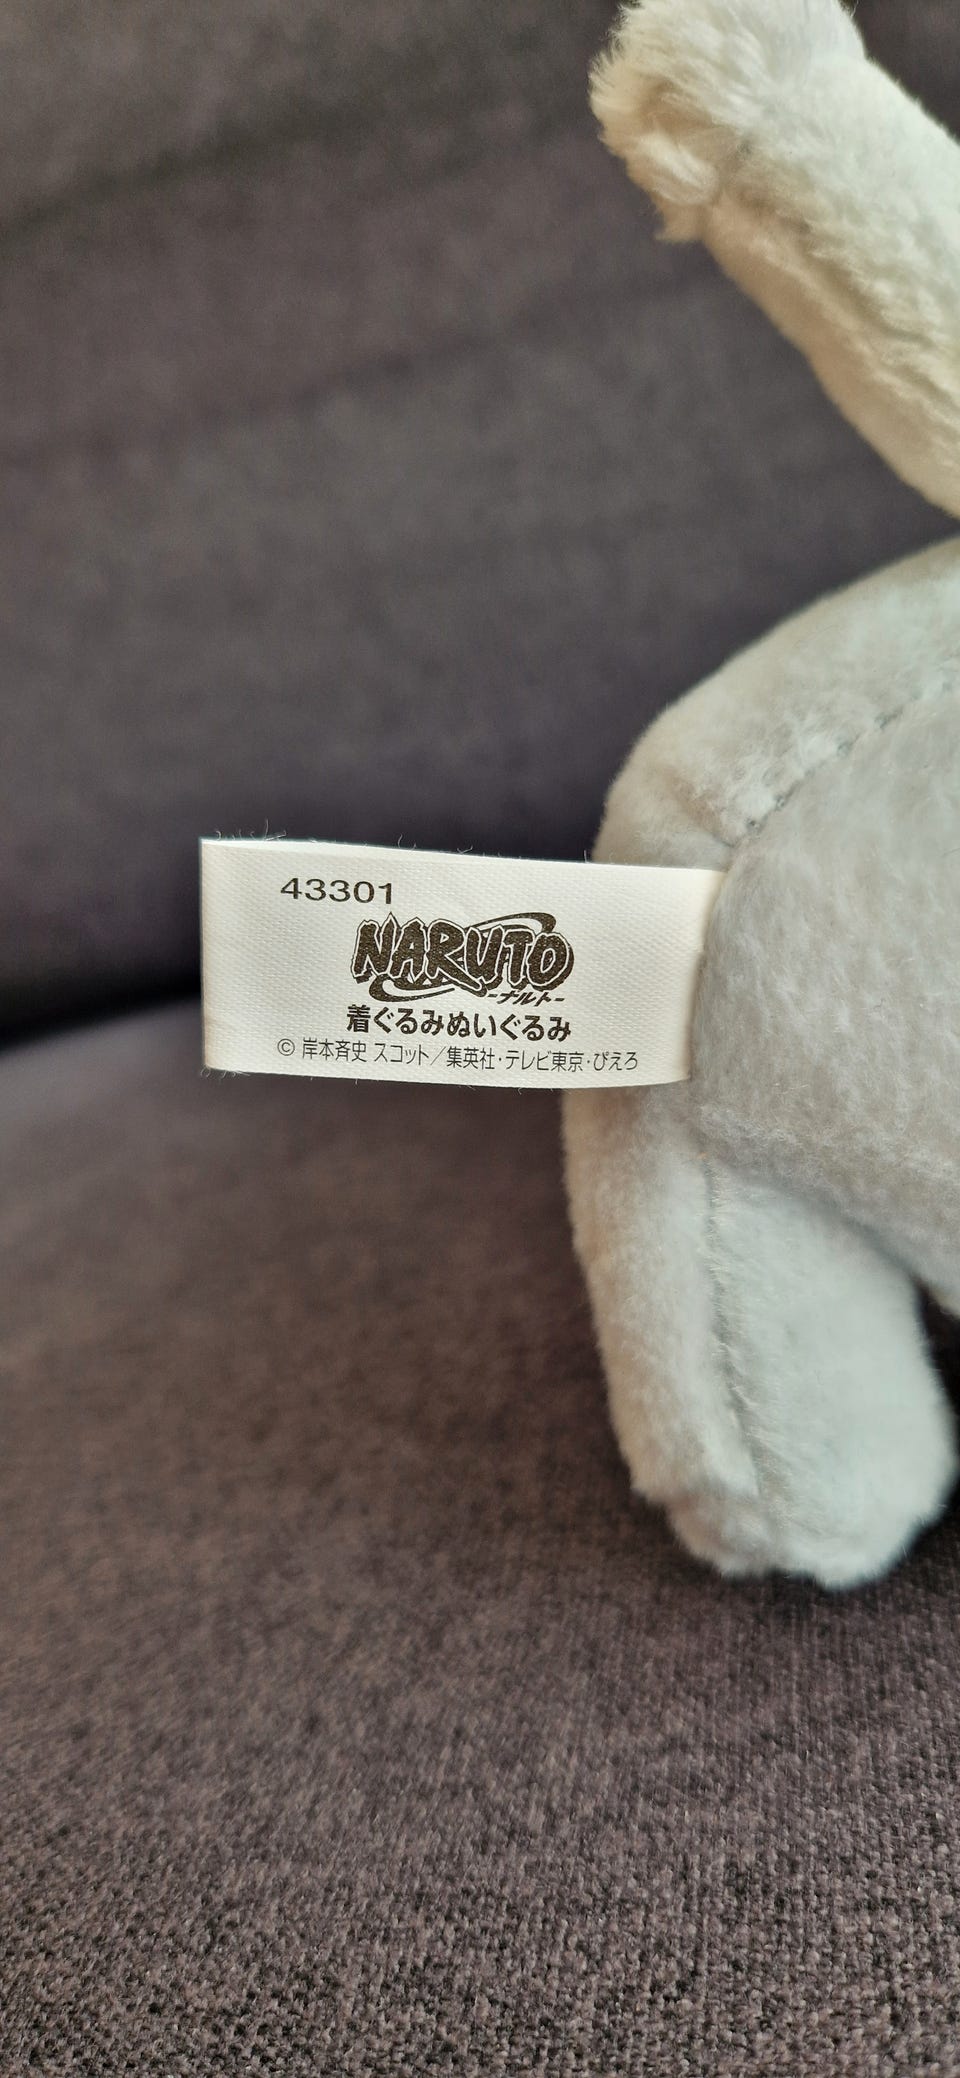 43301
NARUTO
-ナルト-
着ぐるみぬいぐるみ
© 岸本斉史 スコット／集英社・テレビ東京・ぴえろ